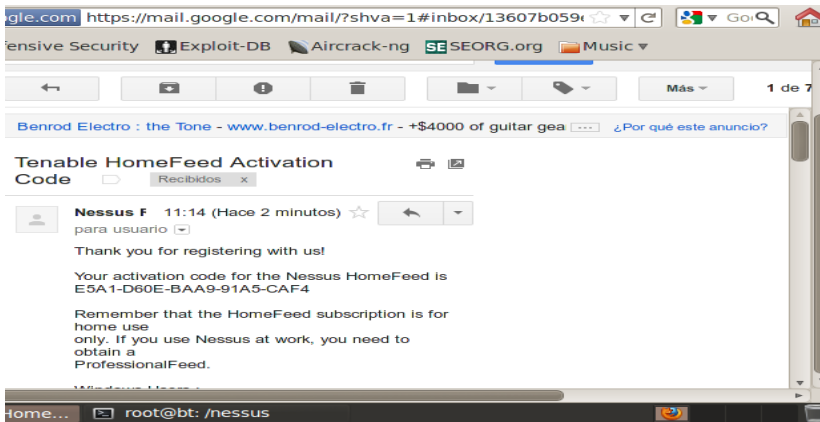 gle.com https://mail.google.com/mail/?shva=1#inbox/13607b059
ensive Security Exploit-DB Aircrack-ng SE SEORG.org Music
Más 1 de 7
Benrod Electro : the Tone - www.benrod-electro.fr - +$4000 of guitar gea ... ¿Por qué este anuncio?
Tenable HomeFeed Activation
Code Recibidos x
Nessus F 11:14 (Hace 2 minutos)
para usuario
Thank you for registering with us!
Your activation code for the Nessus HomeFeed is
E5A1-D60E-BAA9-91A5-CAF4
Remember that the HomeFeed subscription is for
home use
only. If you use Nessus at work, you need to
obtain a
ProfessionalFeed.
Home... root@bt: /nessus